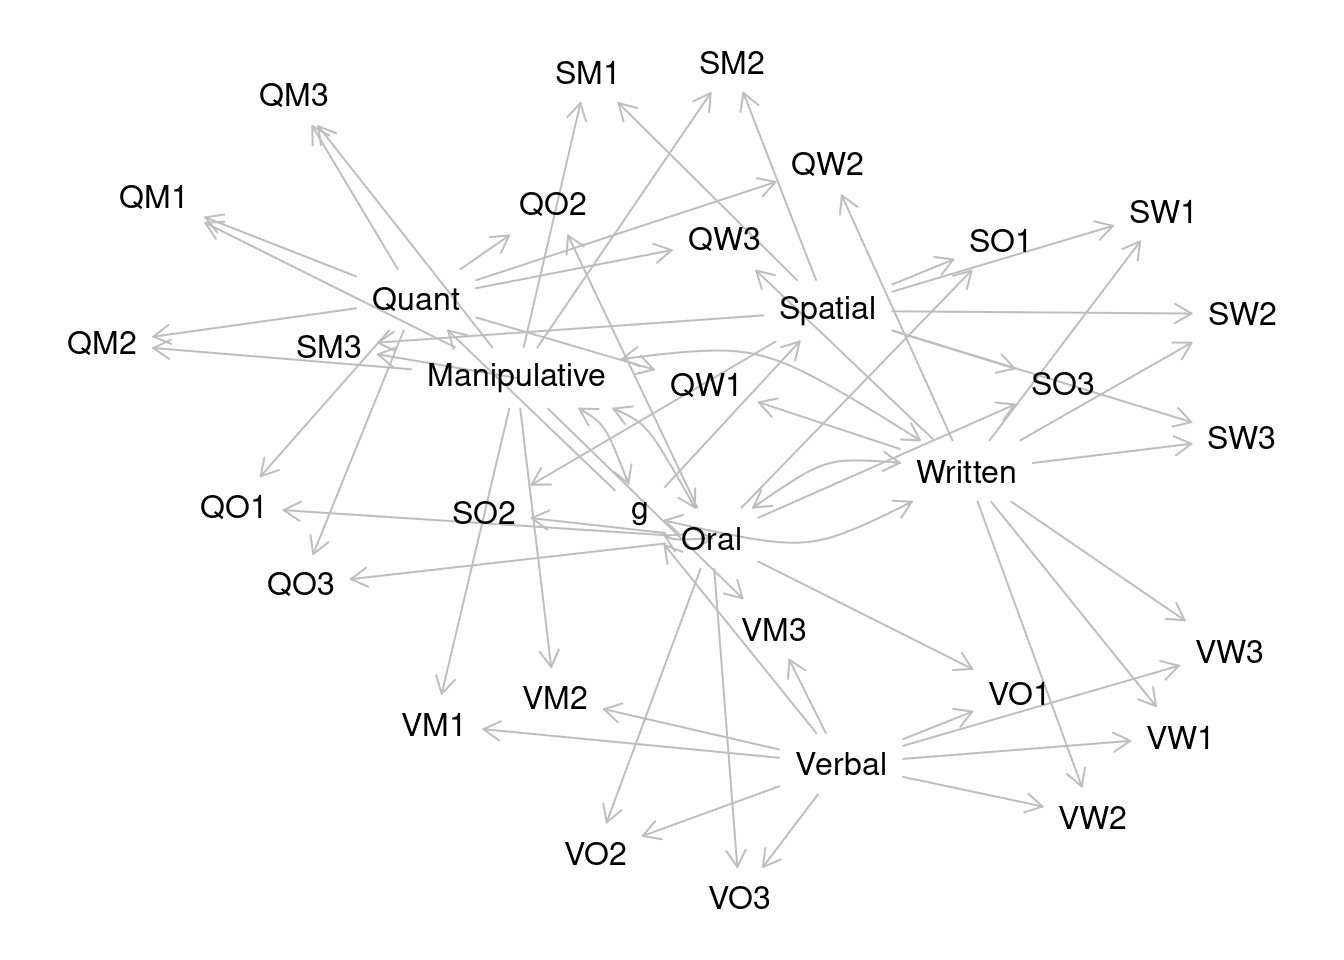 SM2
SM1
QM3
QW2
QM1
QO2
SW1
QW3
SO1
Quant
Spatial
SW2
QM2
SM3
Manipulative
QW1
SO3
SW3
Written
QO1
SO2
g
Oral
QO3
VM3
VW3
VO1
VM2
VM1
VW1
Verbal
VW2
VO2
VO3